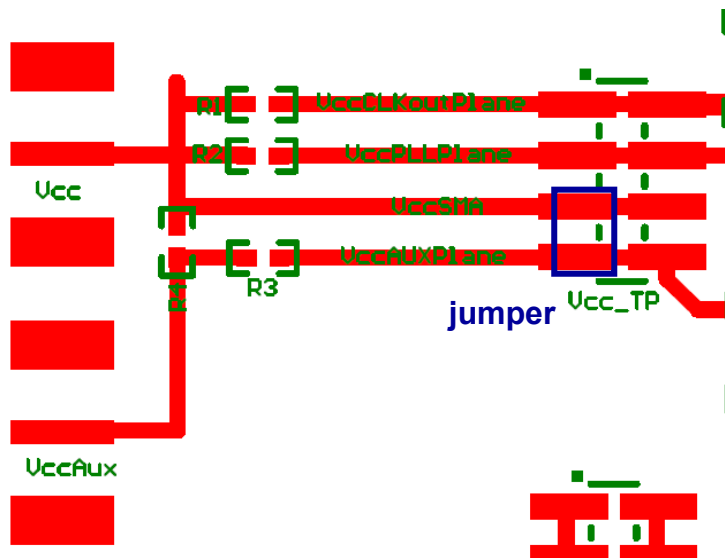 R1
VccCLKoutPlane
R2
VccPLLPlane
Vcc
VccSMA
VccAUXPlane
R4
R3
Vcc_TP
jumper
VccAux